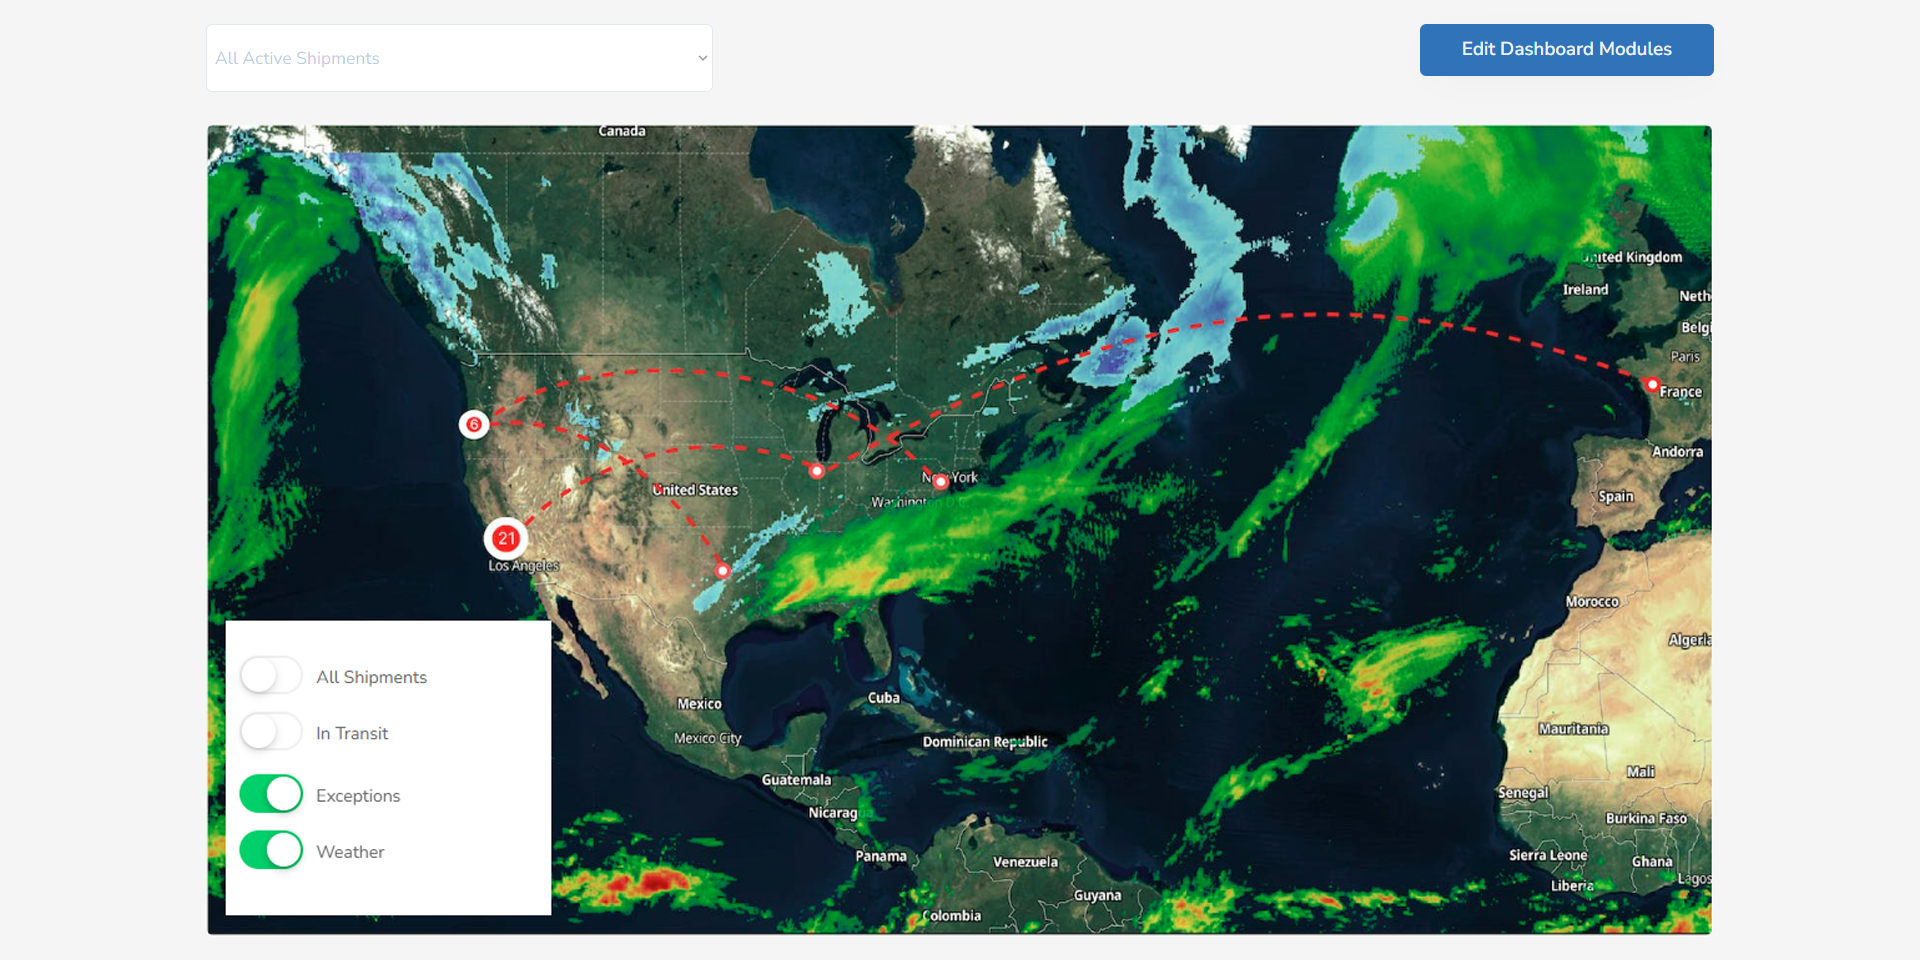 All Active Shipments
Edit Dashboard Modules
Canada
United Kingdom
Ireland
Neth
Belgi
Paris
France
6
Andorra
New York
United States
Spain
Washington D.C.
21
Los Angeles
Morocco
Algeria
All Shipments
Cuba
Mexico
In Transit
Mauritania
Mexico City
Dominican Republic
Mali
Guatemala
Senegal
Exceptions
Nicaragua
Burkina Faso
Weather
Panama
Sierra Leone
Venezuela
Ghana
Lagos
Liberia
Guyana
Colombia